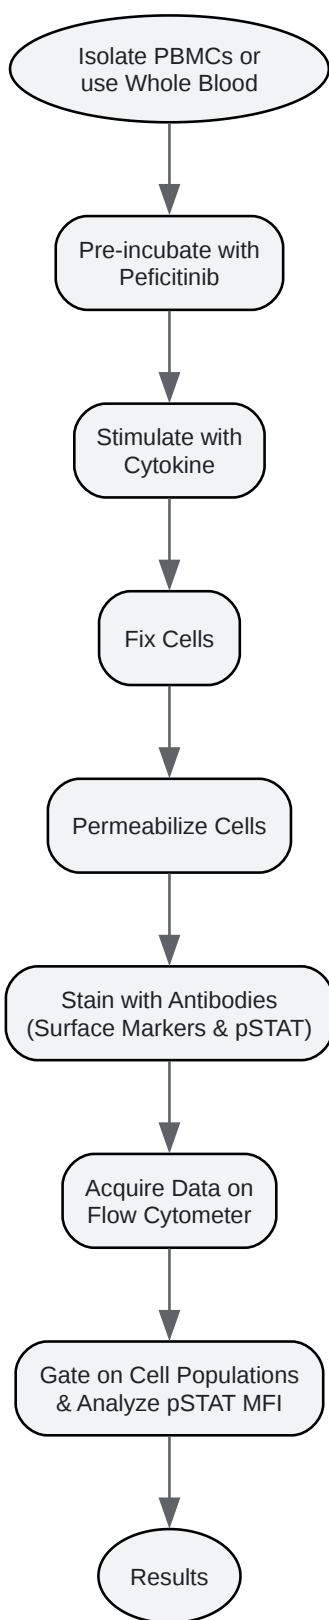 Isolate PBMCs or
use Whole Blood
Pre-incubate with
Peficitinib
Stimulate with
Cytokine
Fix Cells
Permeabilize Cells
Stain with Antibodies
(Surface Markers & pSTAT)
Acquire Data on
Flow Cytometer
Gate on Cell Populations
& Analyze pSTAT MFI
Results